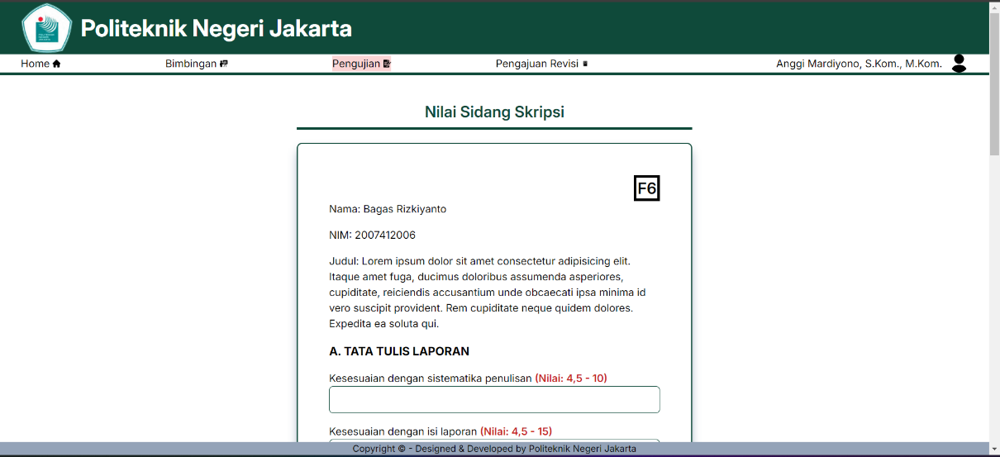 Politeknik Negeri Jakarta
Home
Bimbingan
Pengujian
Pengajuan Revisi
Anggi Mardiyono, S.Kom., M.Kom.
Nilai Sidang Skripsi
F6
Nama: Bagas Rizkiyanto
NIM: 2007412006
Judul: Lorem ipsum dolor sit amet consectetur adipisicing elit.
Itaque amet fuga, ducimus doloribus assumenda asperiores,
cupiditate, reiciendis accusantium unde obcaecati ipsa minima id
vero suscipit provident. Rem cupiditate neque quidem dolores.
Expedita ea soluta qui.
A. TATA TULIS LAPORAN
Kesesuaian dengan sistematika penulisan (Nilai: 4,5 - 10)
Kesesuaian dengan isi laporan (Nilai: 4,5 - 15)
Copyright © - Designed & Developed by Politeknik Negeri Jakarta